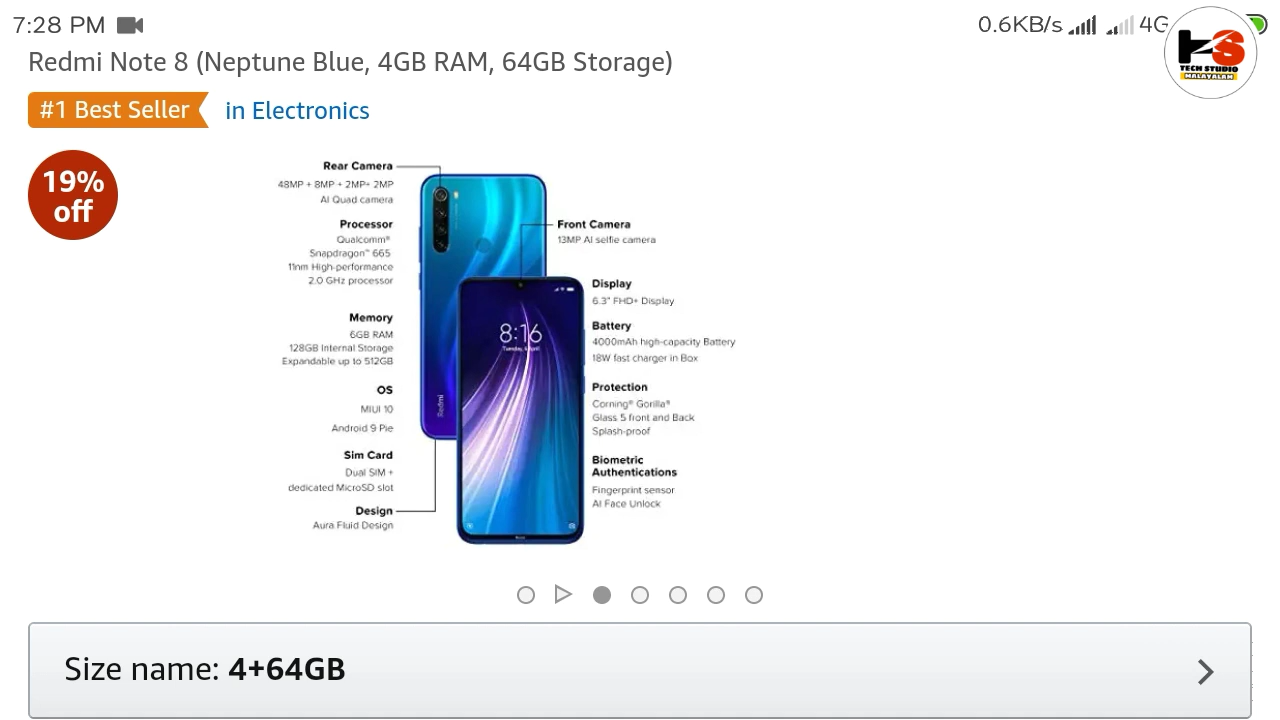 7:28 PM
0.6KB/s 4G
Redmi Note 8 (Neptune Blue, 4GB RAM, 64GB Storage)
TECH STUDIO
MALAYALAM
#1 Best Seller in Electronics
19%
off
Rear Camera
48MP + 8MP + 2MP+ 2MP
AI Quad camera
Processor
Qualcomm®
Snapdragon™ 665
11nm High-performance
2.0 GHz processor
Memory
6GB RAM
128GB Internal Storage
Expandable up to 512GB
OS
MIUI 10
Android 9 Pie
Sim Card
Dual SIM +
dedicated MicroSD slot
Design
Aura Fluid Design
Redmi
8:16
Front Camera
13MP AI selfie camera
Display
6.3" FHD+ Display
Battery
4000mAh high-capacity Battery
18W fast charger in Box
Protection
Corning® Gorilla®
Glass 5 front and Back
Splash-proof
Biometric
Authentications
Fingerprint sensor
AI Face Unlock
Size name: 4+64GB